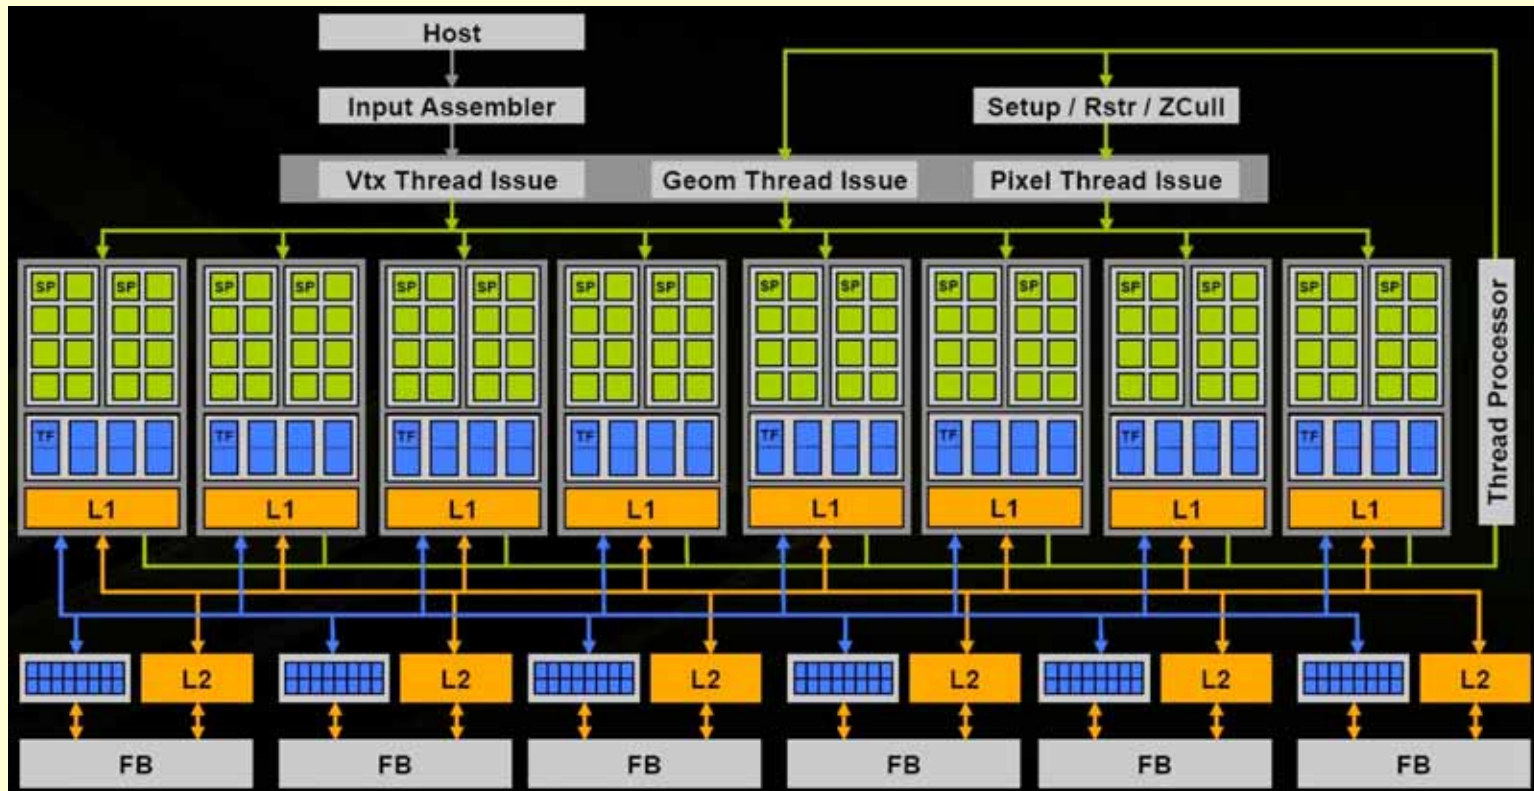 Host
Input Assembler
Setup / Rstr / ZCull
Vtx Thread Issue
Geom Thread Issue
Pixel Thread Issue
SP SP SP SP SP SP SP SP SP SP SP SP SP SP SP SP
Thread Processor
TF TF TF TF TF TF TF TF
L1 L1 L1 L1 L1 L1 L1 L1
L2 L2 L2 L2 L2 L2
FB FB FB FB FB FB